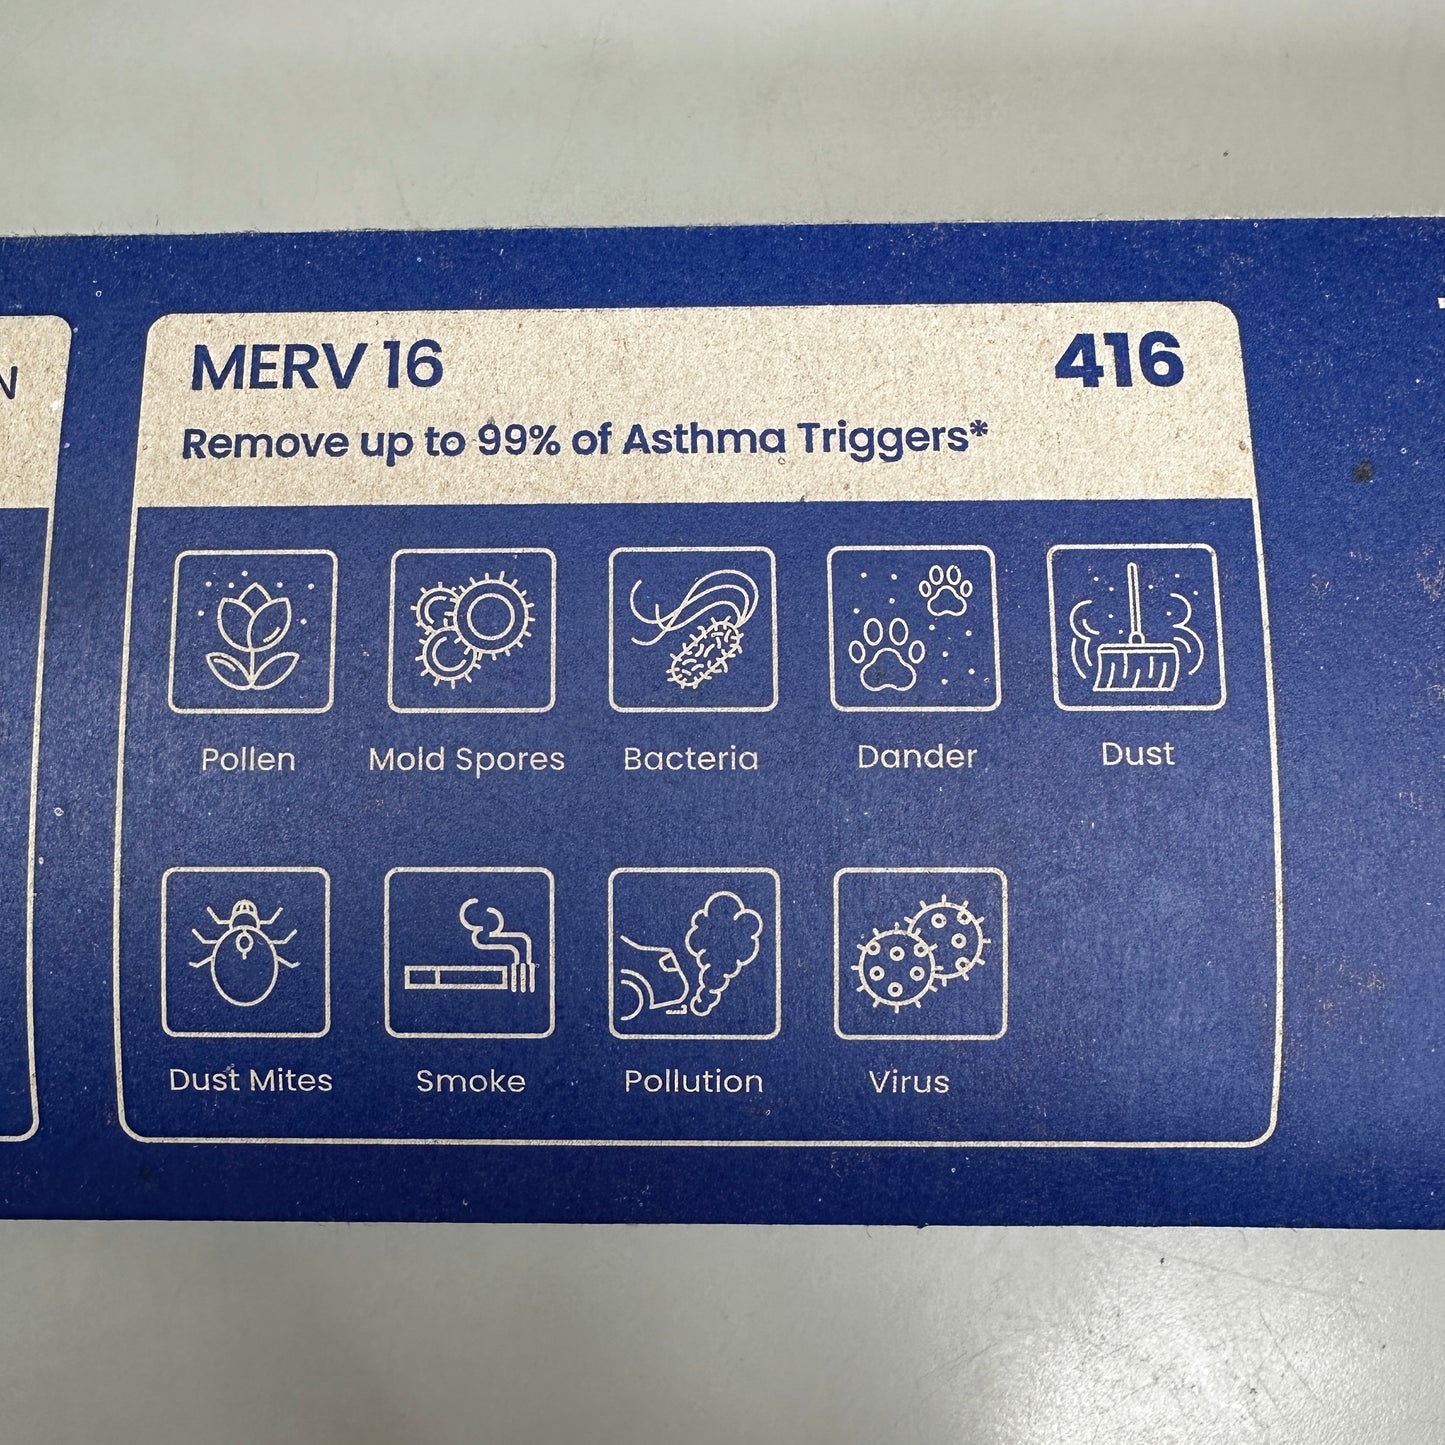 N
MERV 16
416
Remove up to 99% of Asthma Triggers*
Pollen
Mold Spores
Bacteria
Dander
Dust
Dust Mites
Smoke
Pollution
Virus